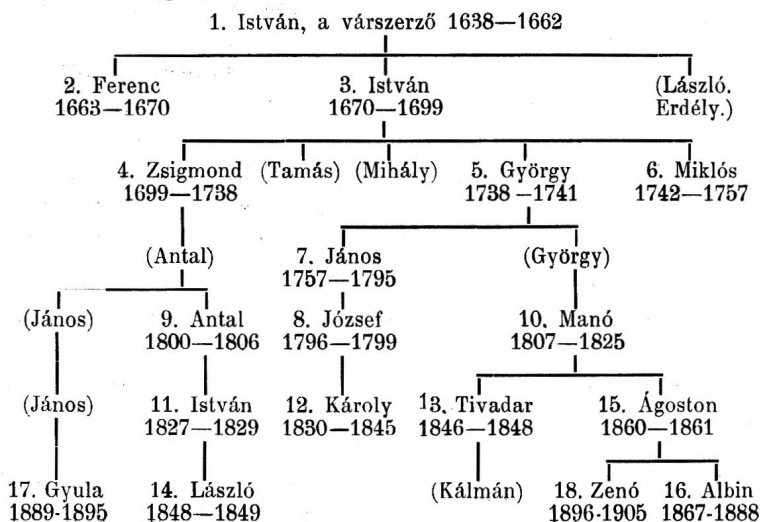 1. István, a várszerző 1638—1662
2. Ferenc 3. István (László.
1663—1670 1670—1699 Erdély.)
4. Zsigmond (Tamás) (Mihály) 5. György 6. Miklós
1699—1738 1738—1741 1742—1757
(Antal) 7. János (György)
1757—1795
(János) 9. Antal 8. József 10. Manó
1800—1806 1796—1799 1807—1825
(János) 11. István 12. Károly 13. Tivadar 15. Ágoston
1827—1829 1830—1845 1846—1848 1860—1861
17. Gyula 14. László (Kálmán) 18. Zenó 16. Albin
1889-1895 1848—1849 1896-1905 1867-1888